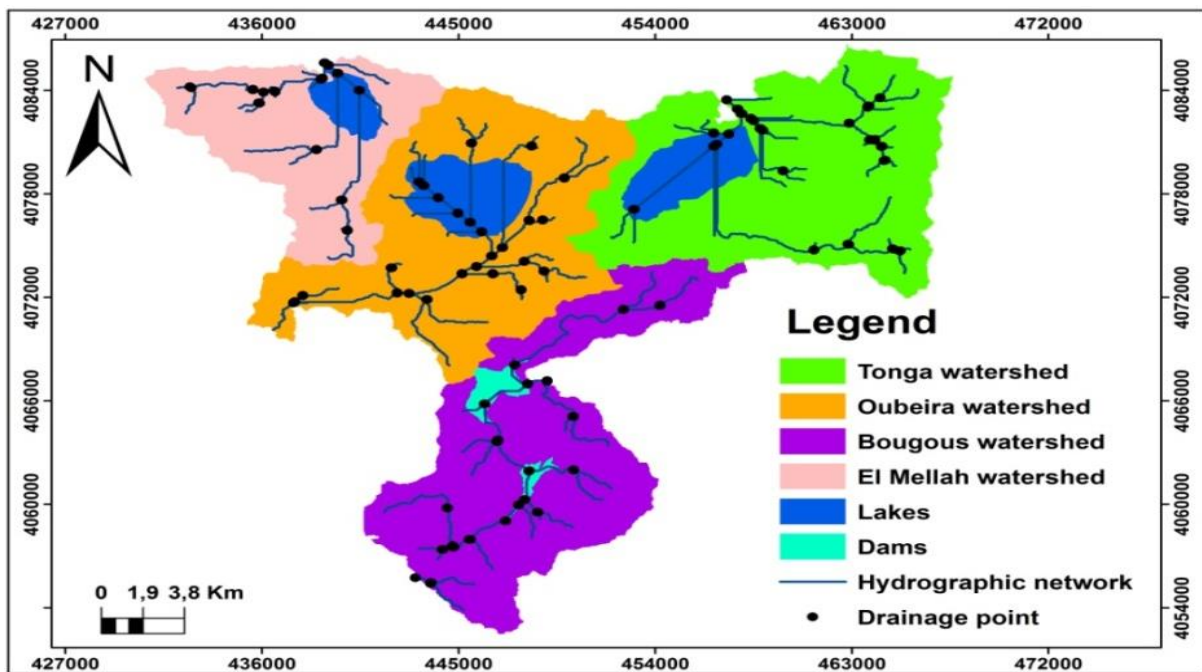 427000 436000 445000 454000 463000 472000
N
4084000 4084000
4078000 4078000
4072000 4072000
Legend
Tonga watershed
4066000 4066000
Oubeira watershed
Bougous watershed
El Mellah watershed
4060000 4060000
Lakes
Dams
Hydrographic network
0 1,9 3,8 Km
Drainage point
4054000
427000 436000 445000 454000 463000 472000